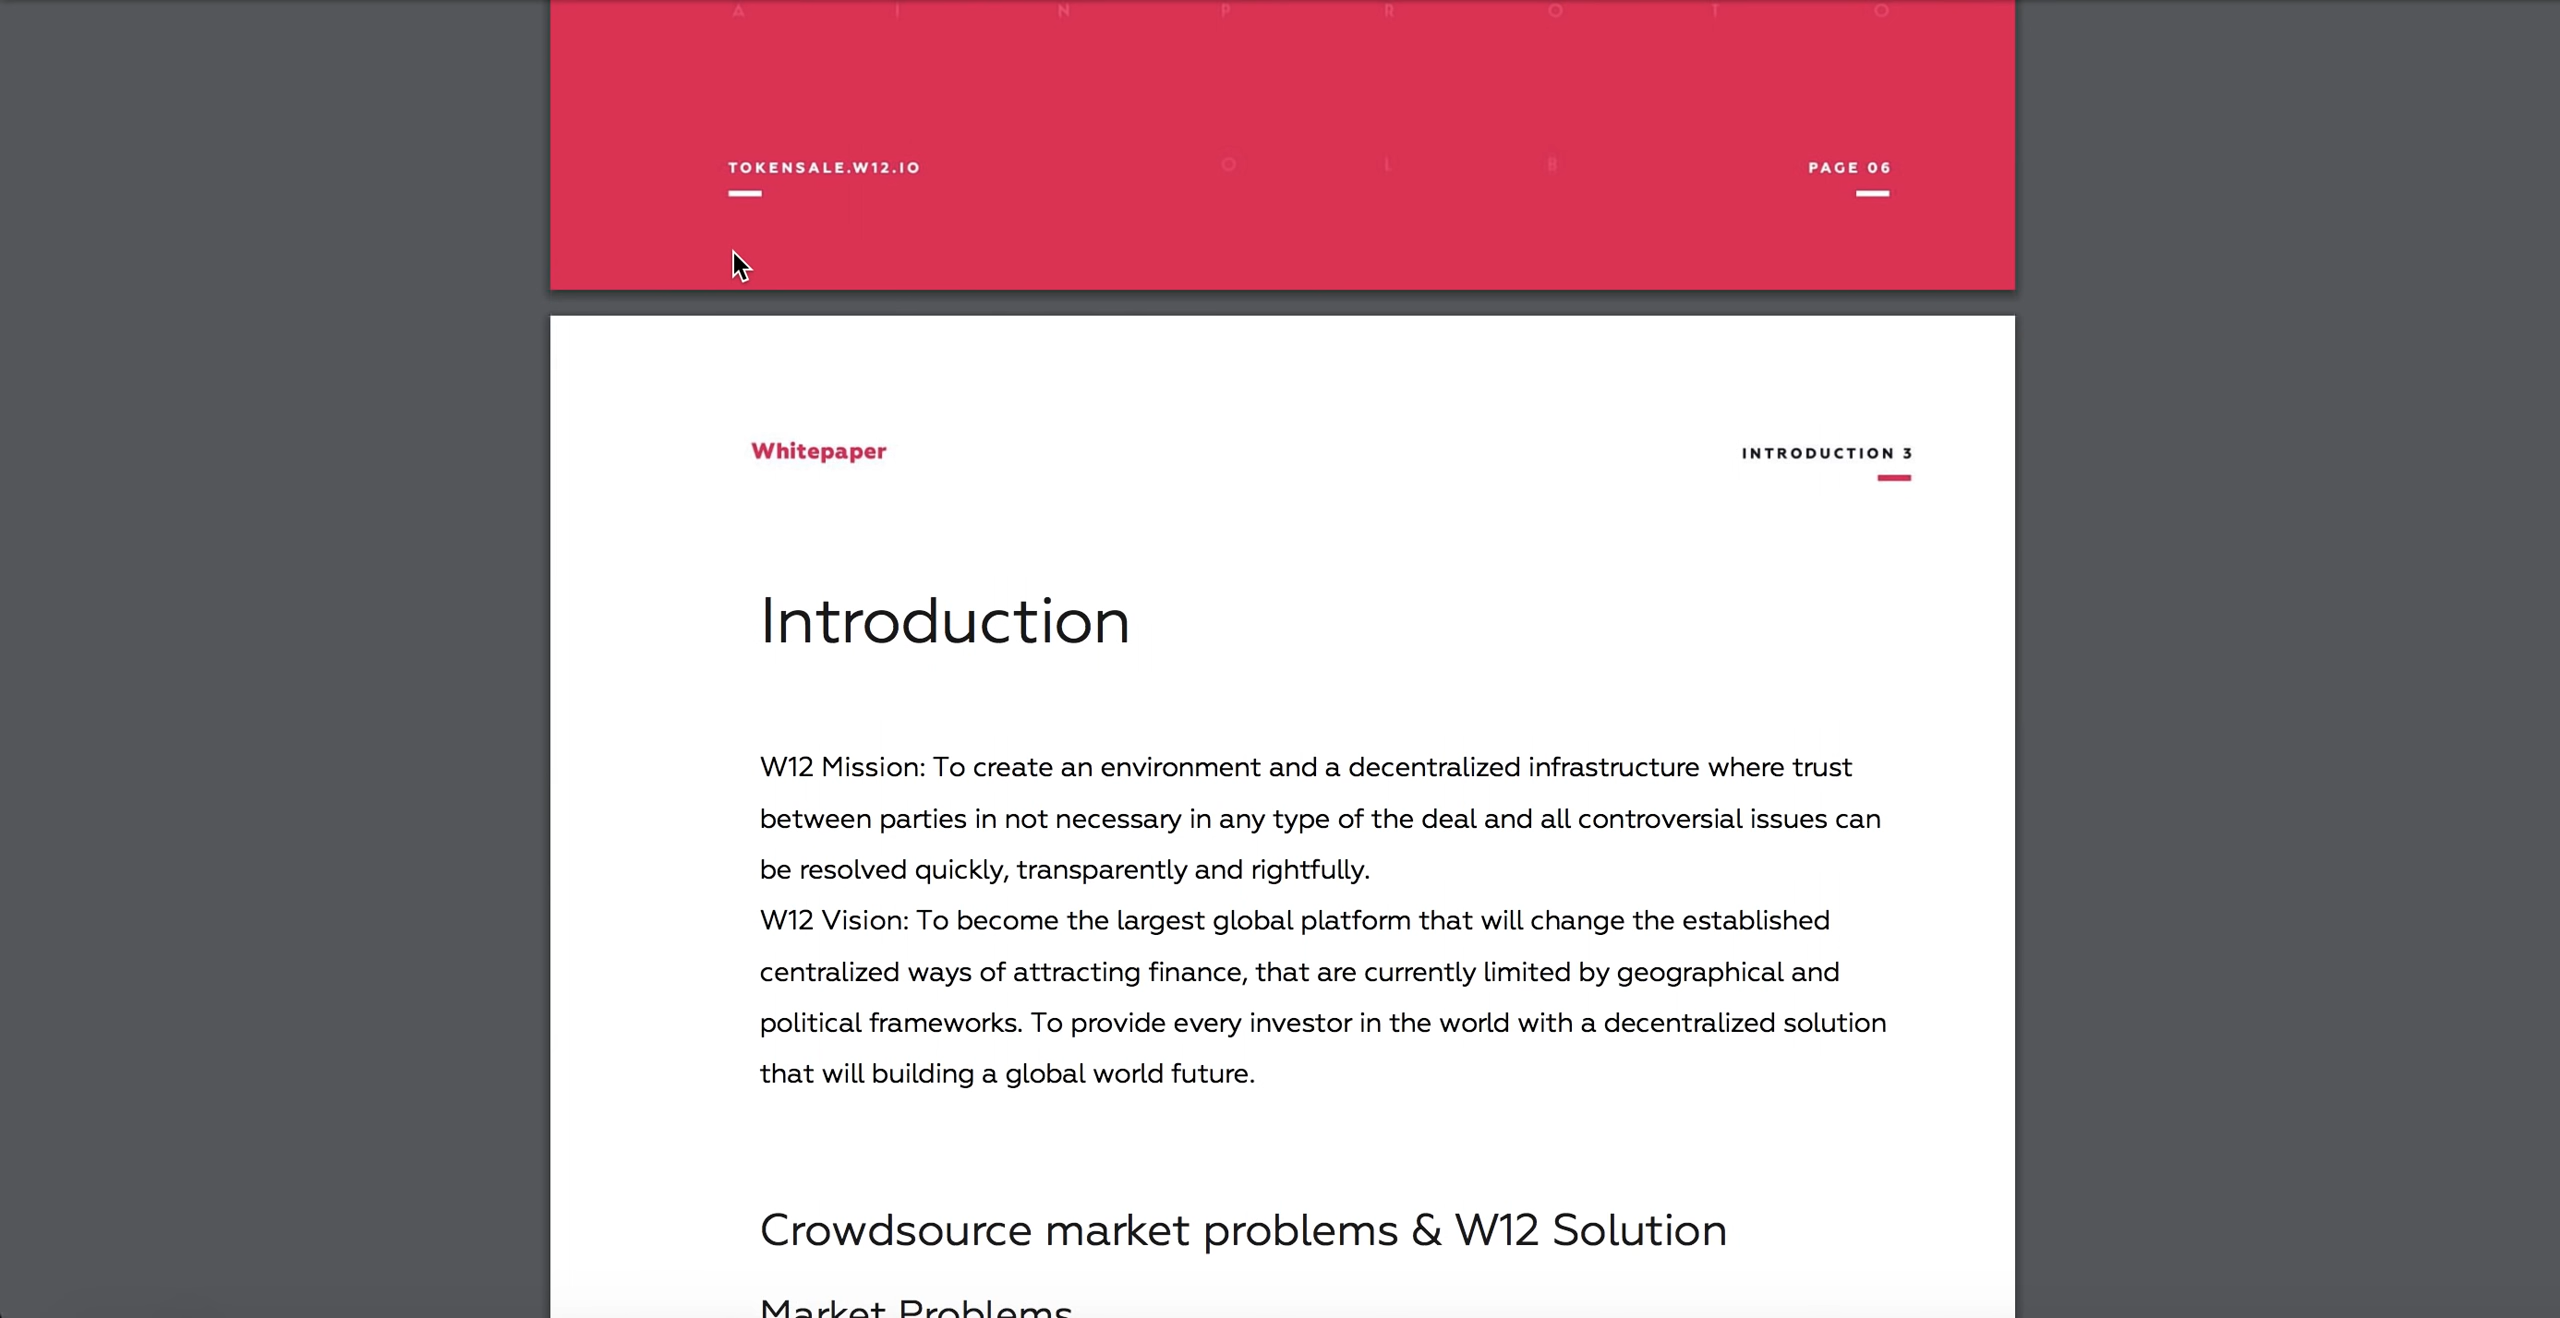 A I N P R O T O
TOKENSALE.W12.IO
O L B
PAGE 06
Whitepaper
INTRODUCTION 3
Introduction
W12 Mission: To create an environment and a decentralized infrastructure where trust
between parties in not necessary in any type of the deal and all controversial issues can
be resolved quickly, transparently and rightfully.
W12 Vision: To become the largest global platform that will change the established
centralized ways of attracting finance, that are currently limited by geographical and
political frameworks. To provide every investor in the world with a decentralized solution
that will building a global world future.
Crowdsource market problems & W12 Solution
Market Problems